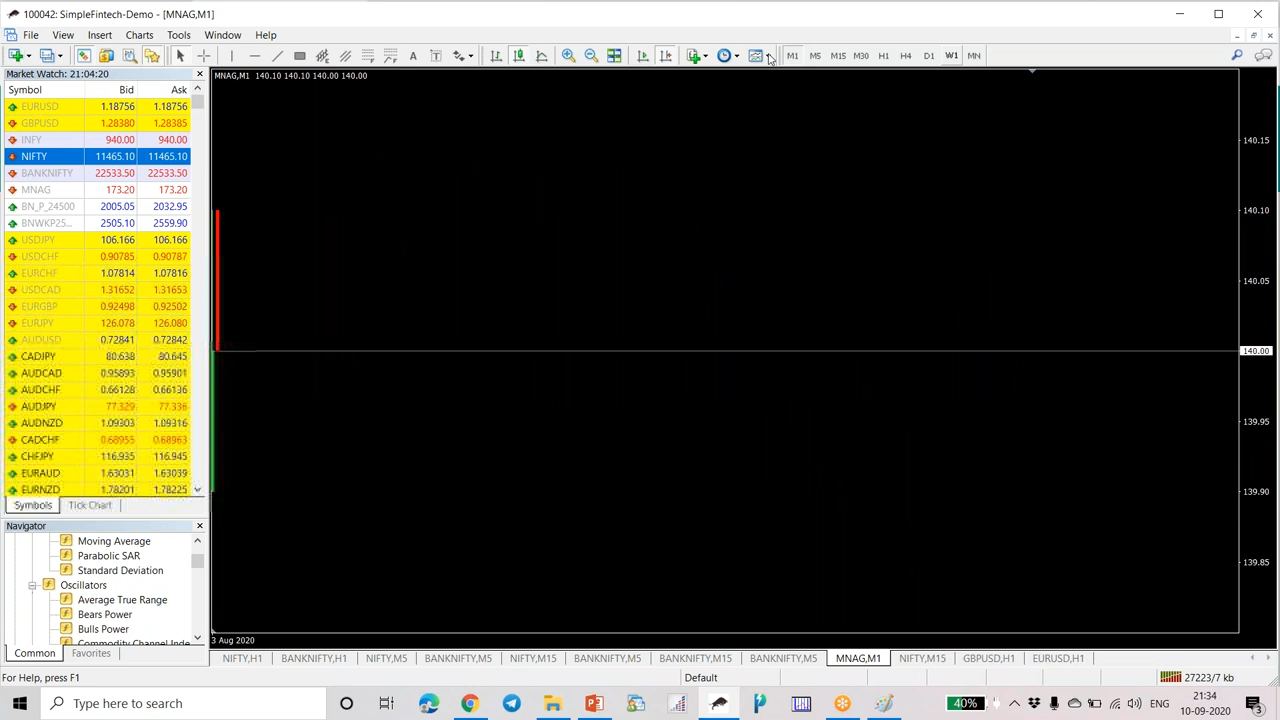 100042: SimpleFintech-Demo - [MNAG,M1]
File View Insert Charts Tools Window Help
M1 M5 M15 M30 H1 H4 D1 W1 MN
Market Watch: 21:04:20
Symbol Bid Ask
EURUSD 1.18756 1.18756
GBPUSD 1.28380 1.28385
INFY 940.00 940.00
NIFTY 11465.10 11465.10
BANKNIFTY 22533.50 22533.50
MNAG 173.20 173.20
BN_P_24500 2005.05 2032.95
BNWKP25... 2505.10 2559.90
USDJPY 106.166 106.166
USDCHF 0.90785 0.90787
EURCHF 1.07814 1.07816
USDCAD 1.31652 1.31653
EURGBP 0.92498 0.92502
EURJPY 126.078 126.080
AUDUSD 0.72841 0.72842
CADJPY 80.638 80.645
AUDCAD 0.95893 0.95901
AUDCHF 0.66128 0.66136
AUDJPY 77.329 77.336
AUDNZD 1.09303 1.09316
CADCHF 0.68955 0.68963
CHFJPY 116.935 116.945
EURAUD 1.63031 1.63039
EURNZD 1.78201 1.78225
Symbols Tick Chart
Navigator
Moving Average
Parabolic SAR
Standard Deviation
Oscillators
Average True Range
Bears Power
Bulls Power
Commodity Channel Inde
Common Favorites
MNAG,M1 140.10 140.10 140.00 140.00
140.15
140.10
140.05
140.00
139.95
139.90
139.85
3 Aug 2020
NIFTY,H1 BANKNIFTY,H1 NIFTY,M5 BANKNIFTY,M5 NIFTY,M15 BANKNIFTY,M5 BANKNIFTY,M15 BANKNIFTY,M5 MNAG,M1 NIFTY,M15 GBPUSD,H1 EURUSD,H1
For Help, press F1 Default 27223/7 kb
Type here to search
40%
ENG
21:34
10-09-2020
3